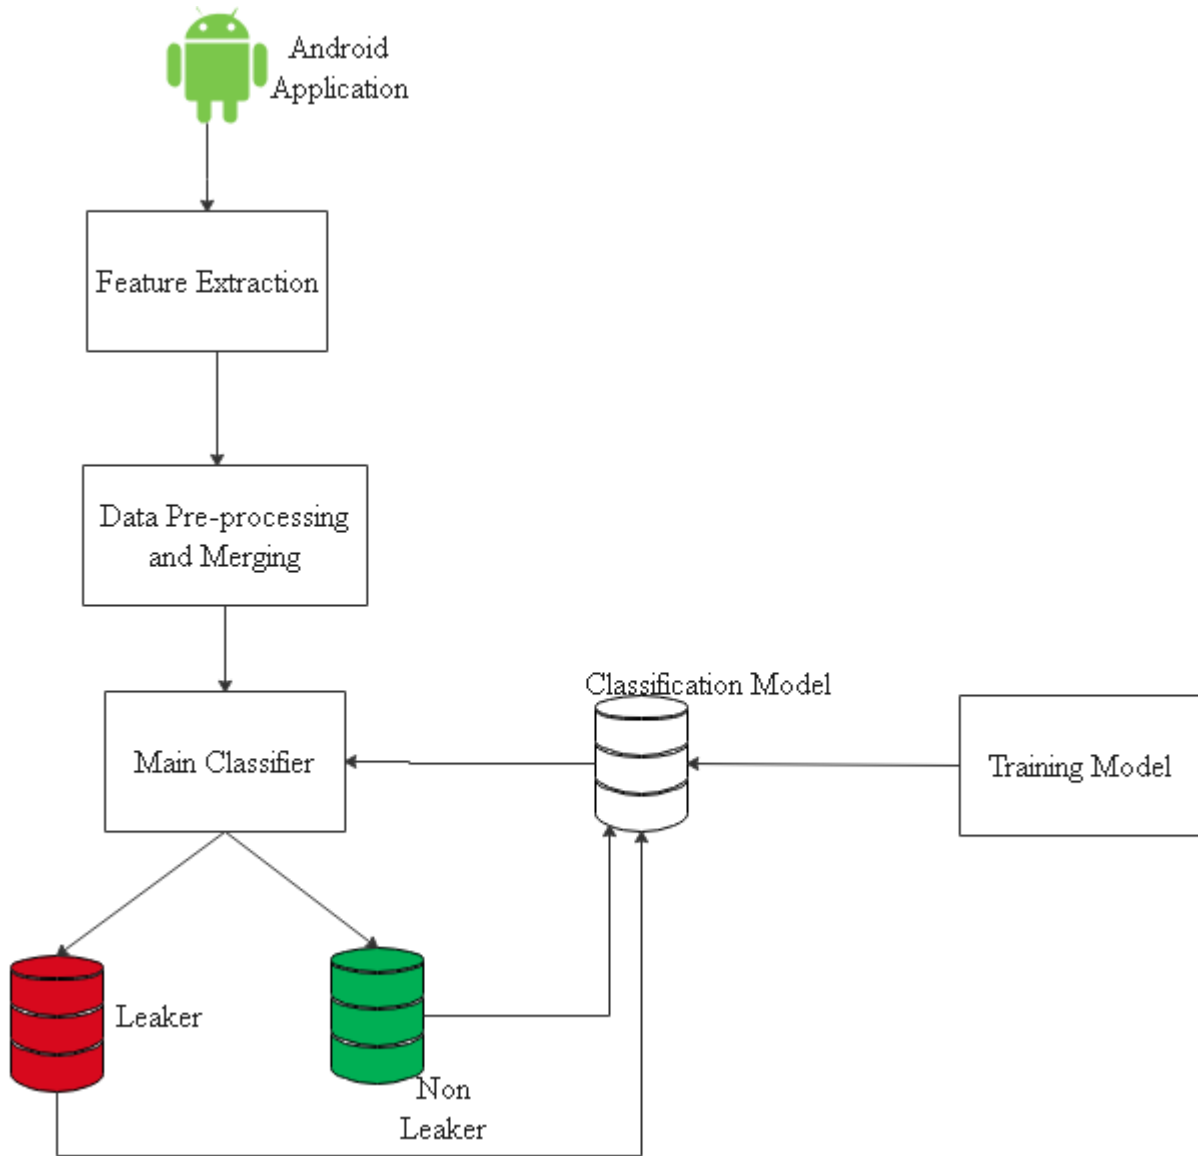 Android
Application
Feature Extraction
Data Pre-processing
and Merging
Classification Model
Main Classifier
Training Model
Leaker
Non
Leaker